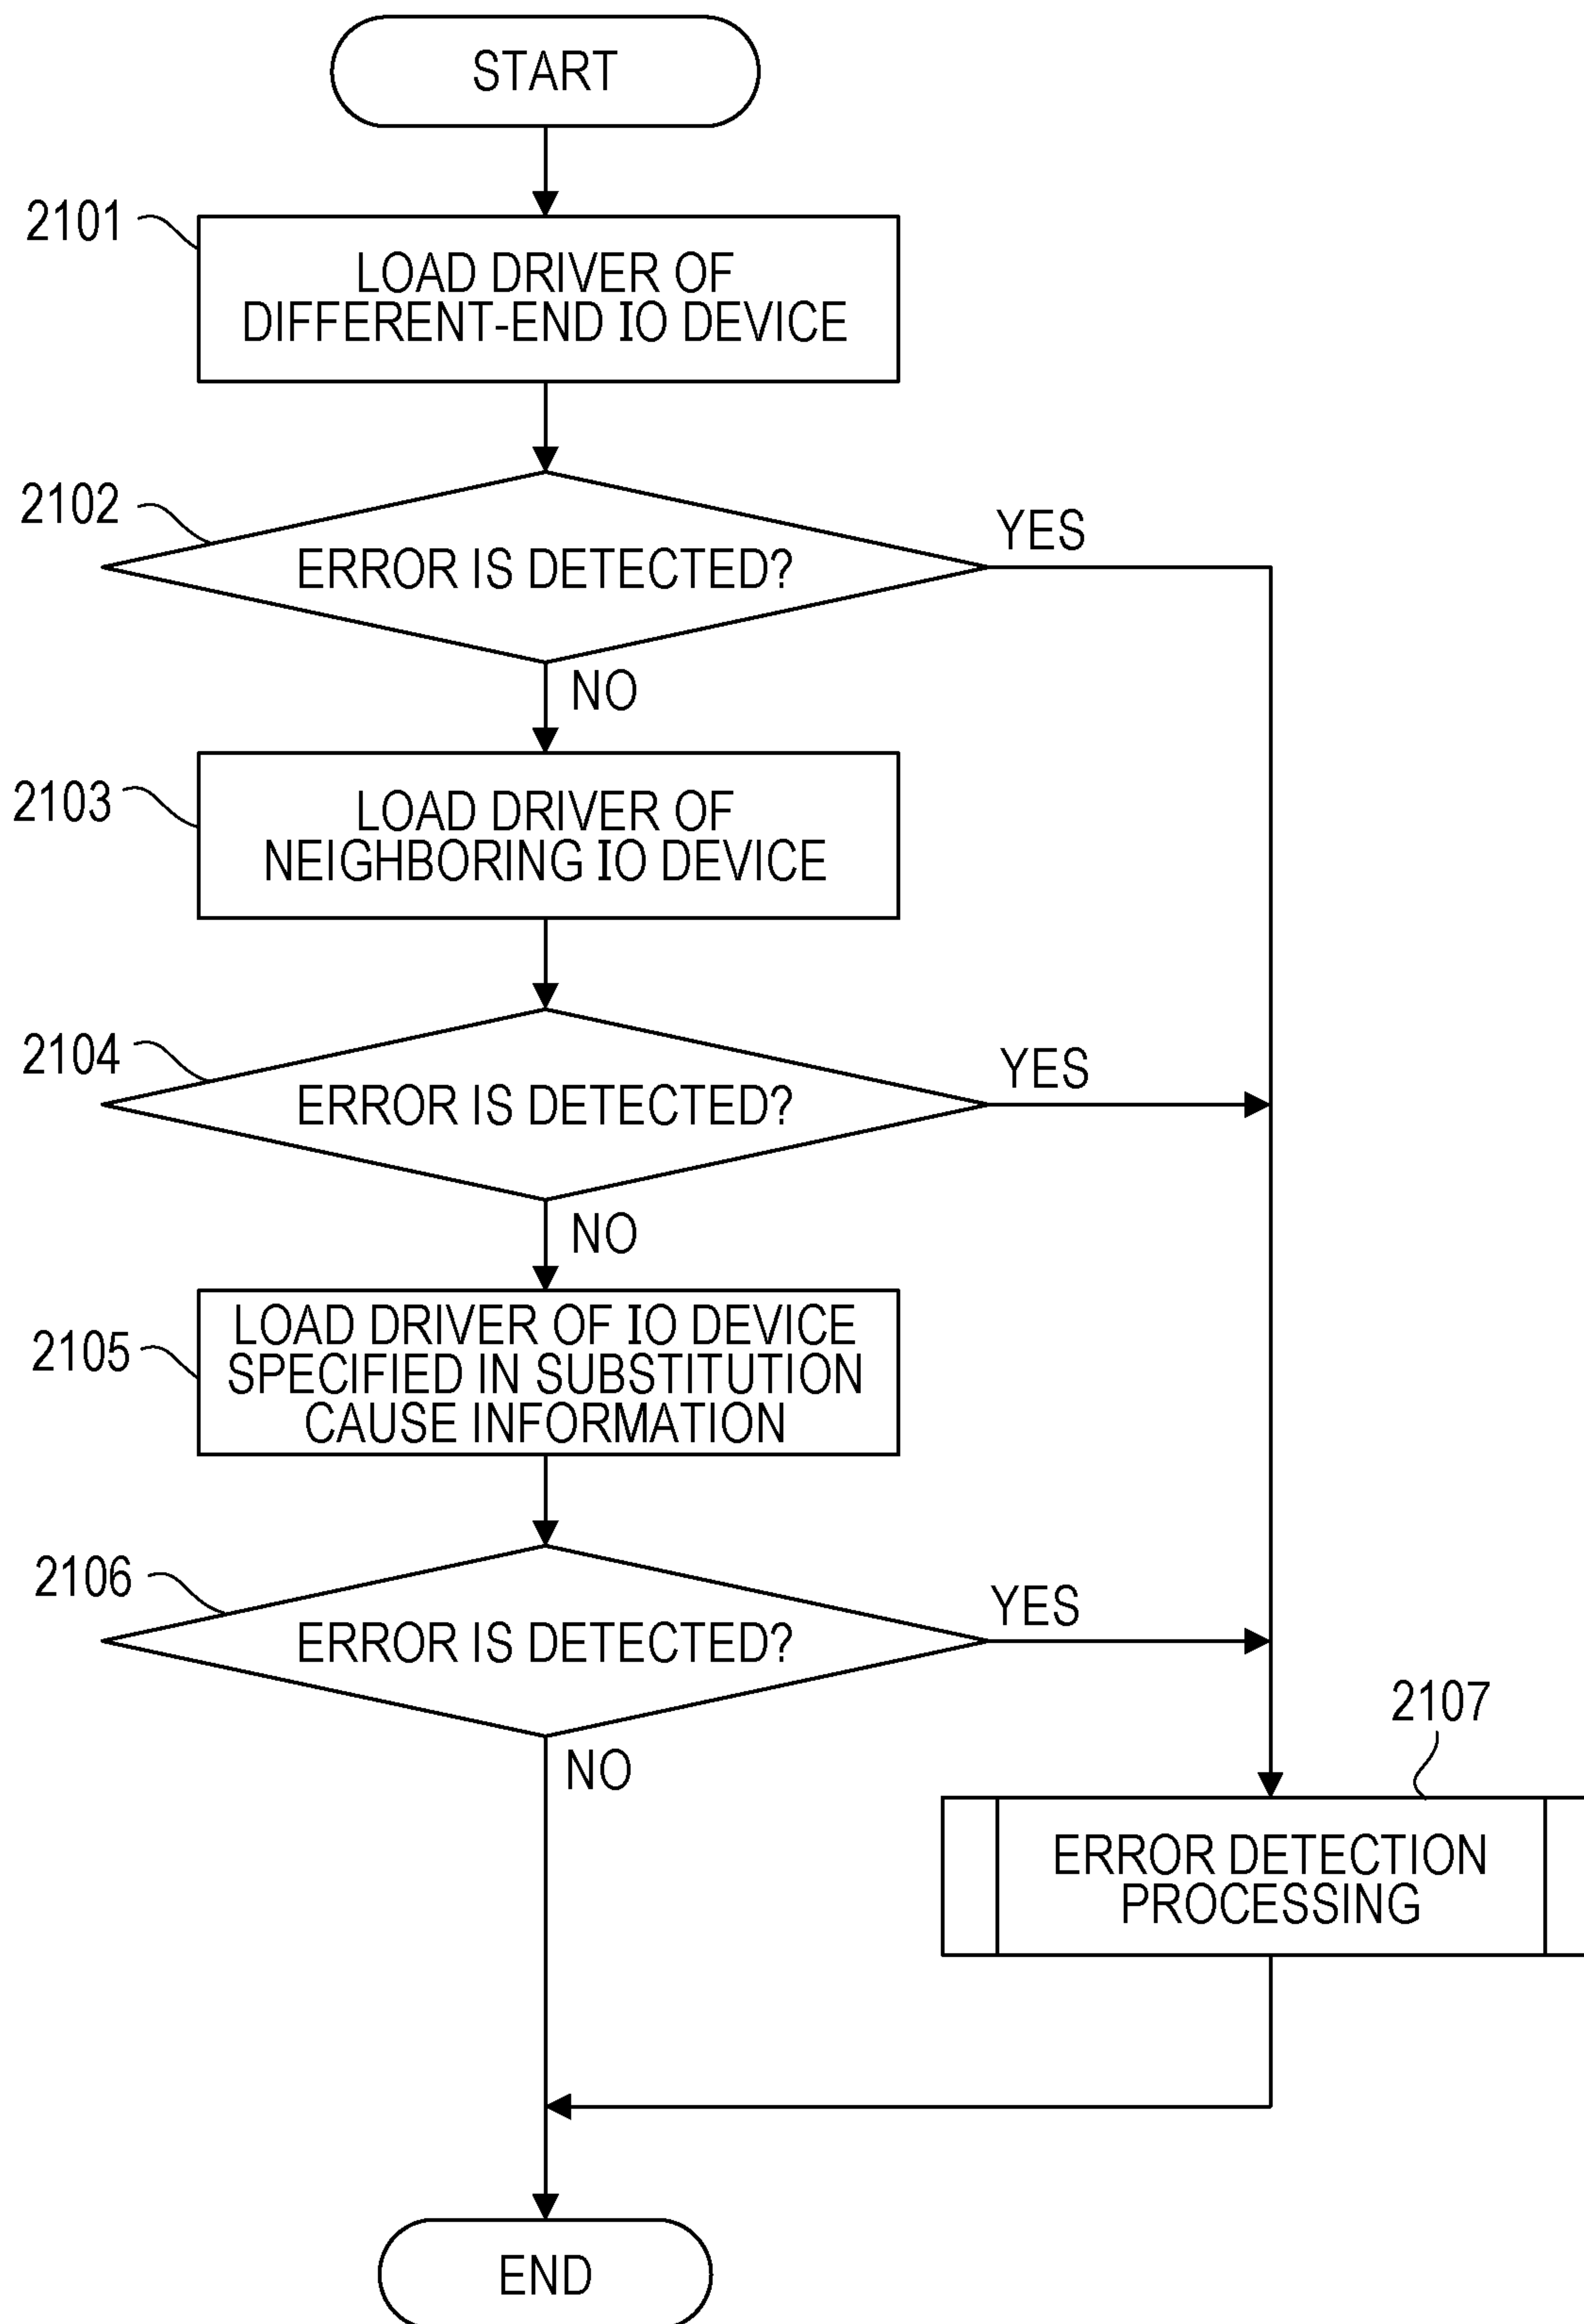 START
2101
LOAD DRIVER OF
DIFFERENT-END IO DEVICE
2102
ERROR IS DETECTED?
YES
NO
2103
LOAD DRIVER OF
NEIGHBORING IO DEVICE
2104
ERROR IS DETECTED?
YES
NO
2105
LOAD DRIVER OF IO DEVICE
SPECIFIED IN SUBSTITUTION
CAUSE INFORMATION
2106
ERROR IS DETECTED?
YES
NO
2107
ERROR DETECTION
PROCESSING
END